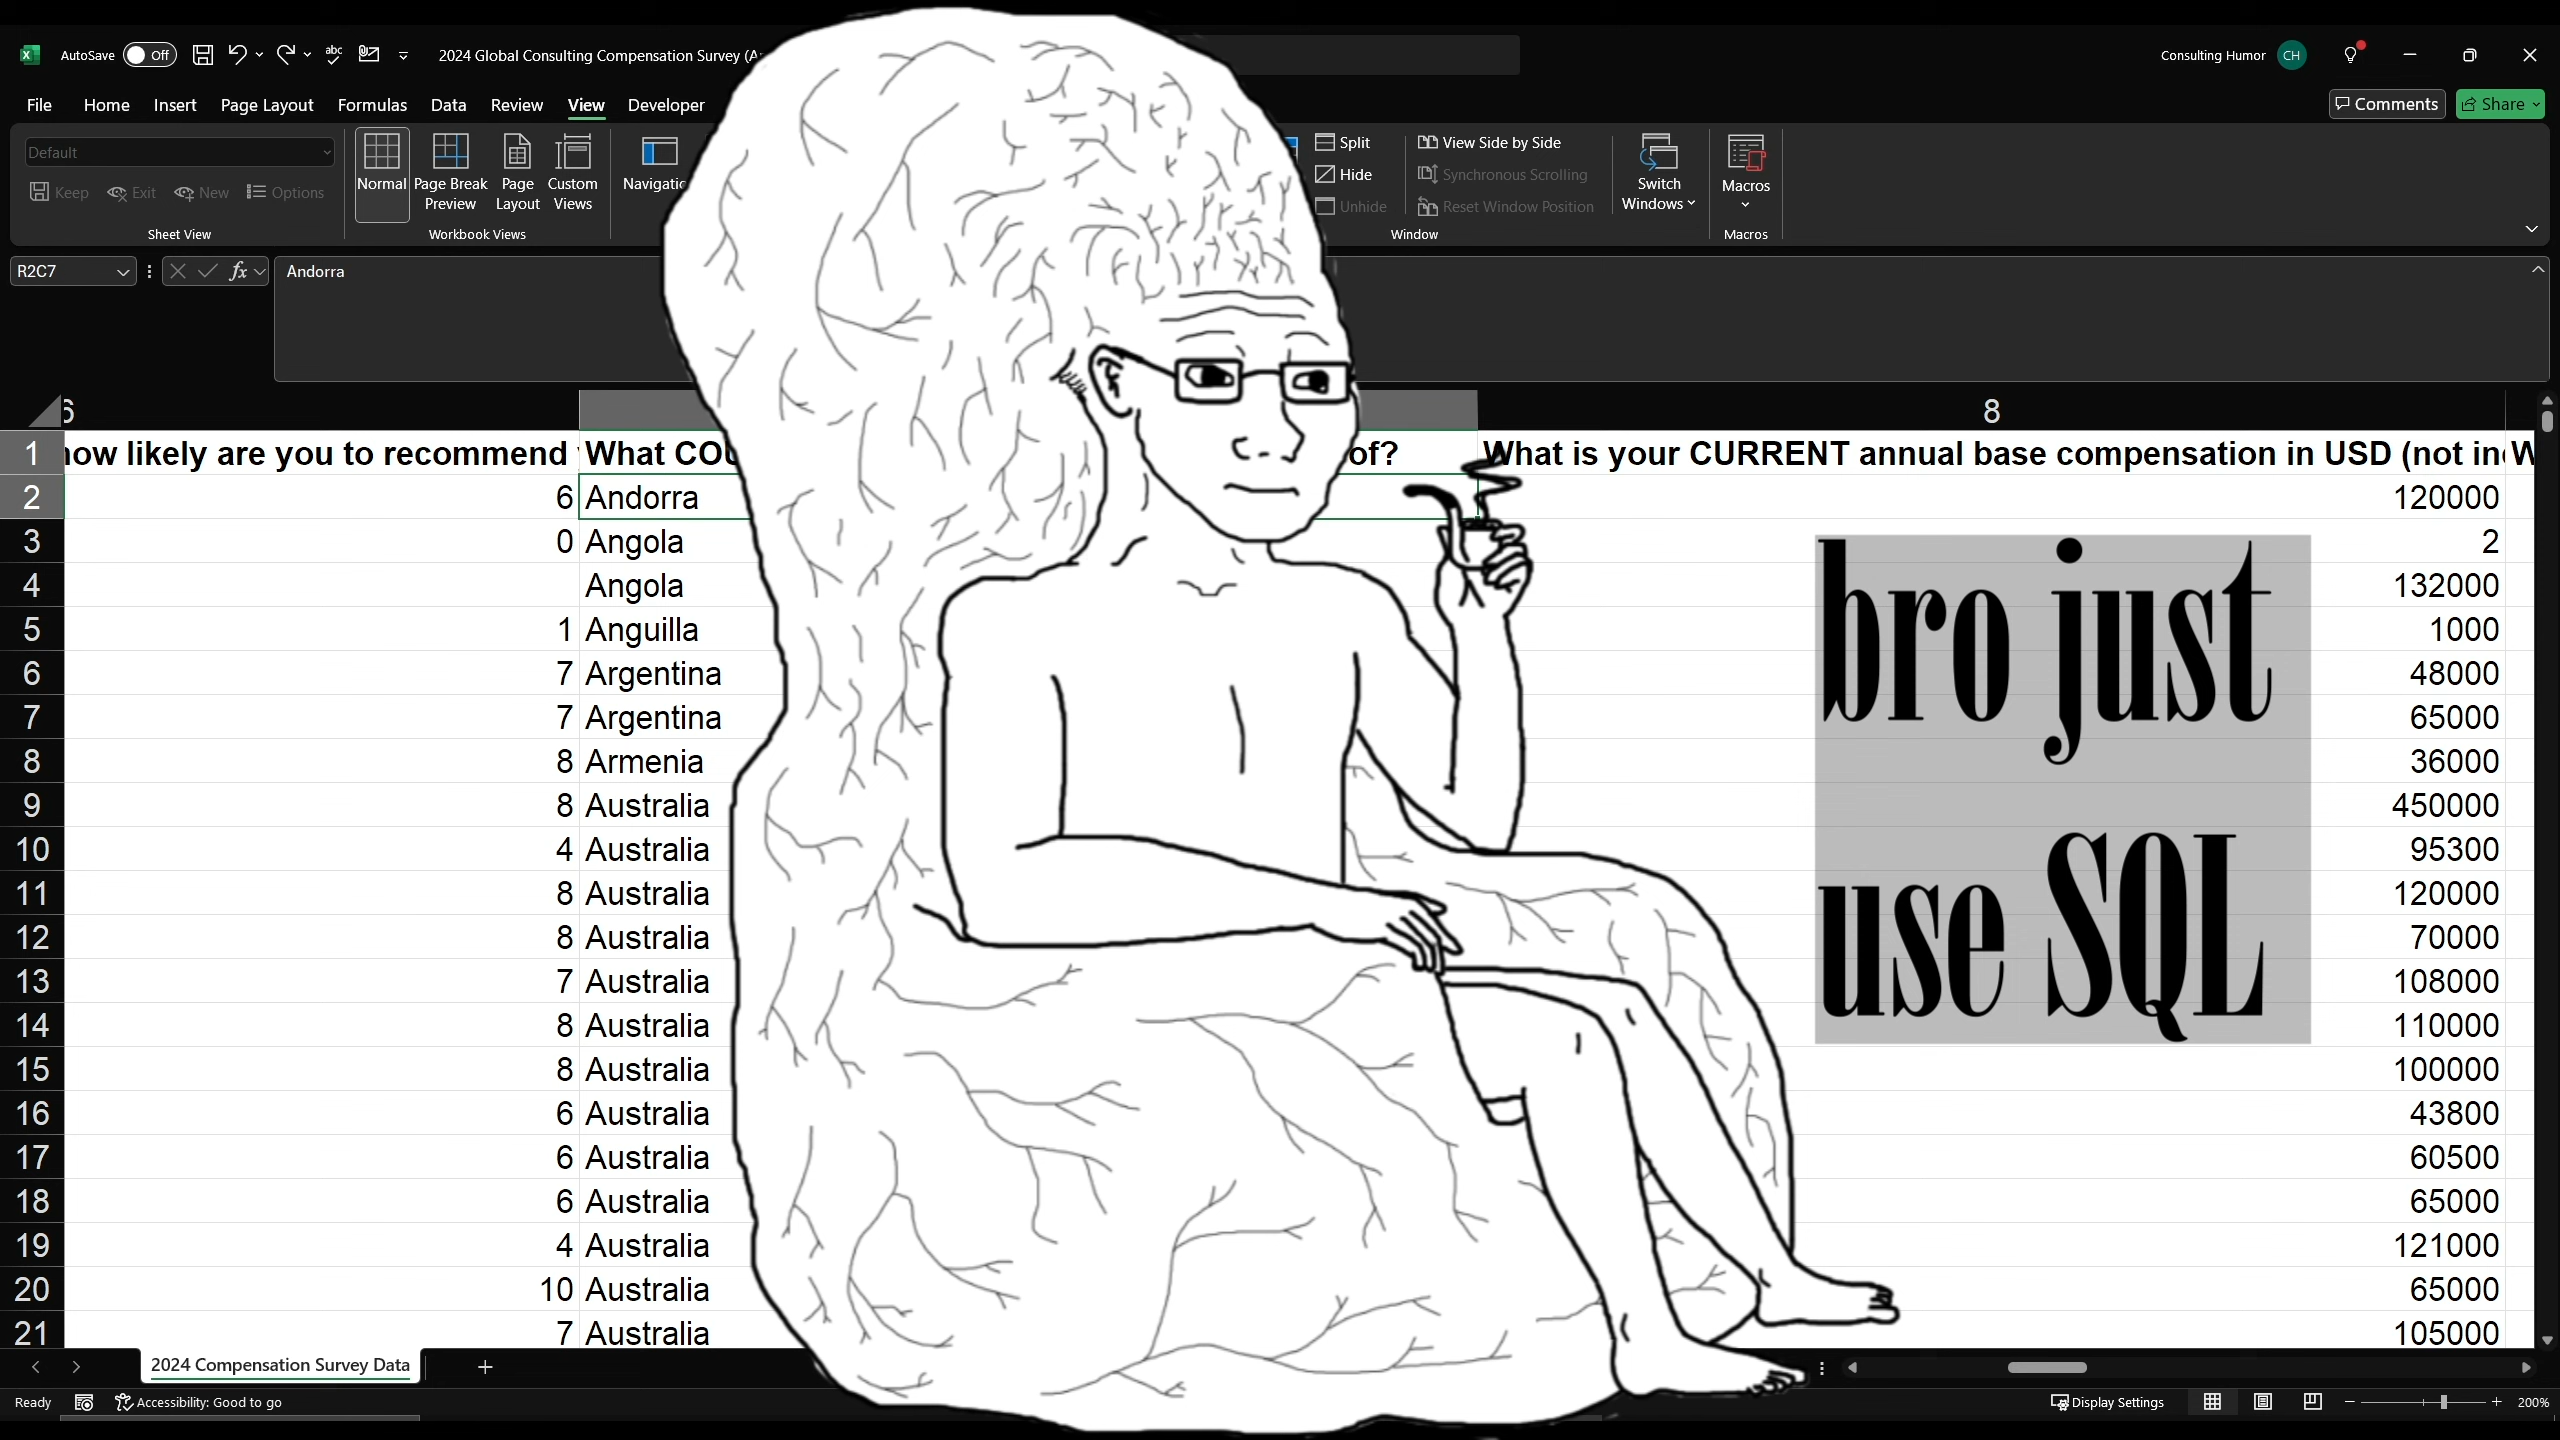 AutoSave Off 2024 Global Consulting Compensation Survey Consulting Humor CH
File Home Insert Page Layout Formulas Data Review View Developer Comments Share
Default
Keep Exit New Options
Sheet View
Normal Page Break Preview Page Layout Custom Views
Workbook Views
Split
Hide
Unhide
View Side by Side
Synchronous Scrolling
Reset Window Position
Window
Switch Windows
Macros
Macros
R2C7 fx Andorra
6 8
1 how likely are you to recommend What of? What is your CURRENT annual base compensation in USD (not in
2 6 Andorra 120000
3 0 Angola 2
4 Angola 132000
5 1 Anguilla 1000
6 7 Argentina 48000
7 7 Argentina 65000
8 8 Armenia 36000
9 8 Australia 450000
10 4 Australia 95300
11 8 Australia 120000
12 8 Australia 70000
13 7 Australia 108000
14 8 Australia 110000
15 8 Australia 100000
16 6 Australia 43800
17 6 Australia 60500
18 6 Australia 65000
19 4 Australia 121000
20 10 Australia 65000
21 7 Australia 105000
bro just
use SQL
2024 Compensation Survey Data
Ready Accessibility: Good to go Display Settings 200%